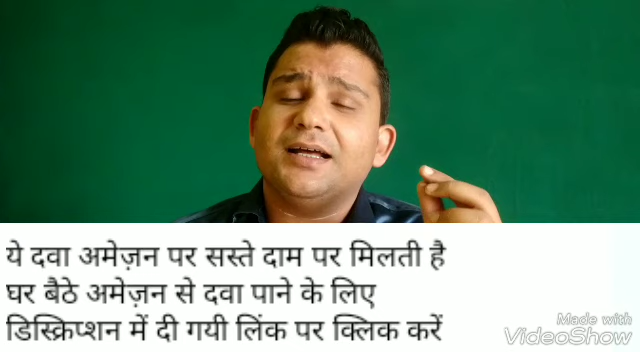 ये दवा अमेज़न पर सस्ते दाम पर मिलती है
घर बैठे अमेज़न से दवा पाने के लिए
डिस्क्रिप्शन में दी गयी लिंक पर क्लिक करें
Made with
VideoShow